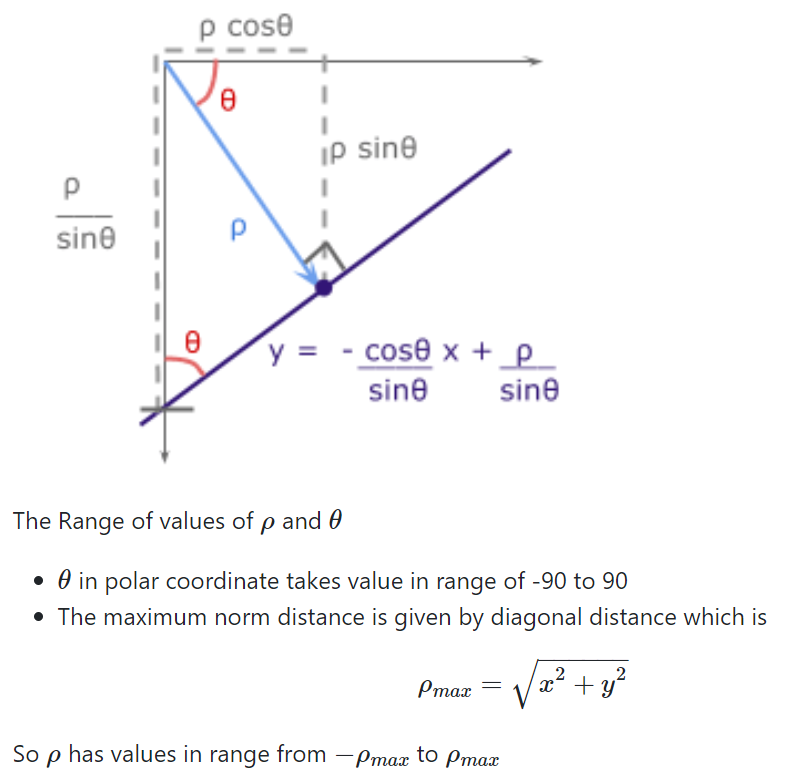 ρ cosθ
θ
ρ sinθ
ρ
sinθ
ρ
θ
y = - cosθ x + ρ
sinθ sinθ
The Range of values of ρ and θ
• θ in polar coordinate takes value in range of -90 to 90
• The maximum norm distance is given by diagonal distance which is
ρmax = √x² + y²
So ρ has values in range from −ρmax to ρmax